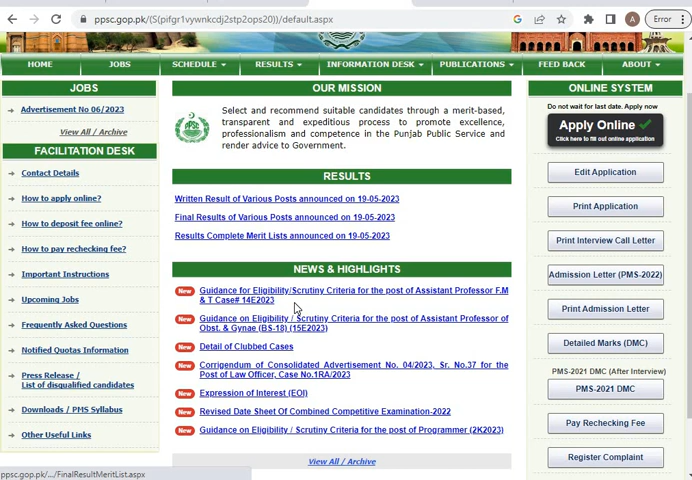 ppsc.gop.pk/(S(pifgr1vywnkcdj2stp2ops20))/default.aspx
A
Error
HOME
JOBS
SCHEDULE
RESULTS
INFORMATION DESK
PUBLICATIONS
FEED BACK
ABOUT
JOBS
Advertisement No 06/2023
View All / Archive
FACILITATION DESK
Contact Details
How to apply online?
How to deposit fee online?
How to pay rechecking fee?
Important Instructions
Upcoming Jobs
Frequently Asked Questions
Notified Quotas Information
Press Release /
List of disqualified candidates
Downloads / PMS Syllabus
Other Useful Links
ppsc.gop.pk/.../FinalResultMeritList.aspx
OUR MISSION
PPSC
Select and recommend suitable candidates through a merit-based,
transparent and expeditious process to promote excellence,
professionalism and competence in the Punjab Public Service and
render advice to Government.
RESULTS
Written Result of Various Posts announced on 19-05-2023
Final Results of Various Posts announced on 19-05-2023
Results Complete Merit Lists announced on 19-05-2023
NEWS & HIGHLIGHTS
New Guidance for Eligibility/Scrutiny Criteria for the post of Assistant Professor F.M
& T Case# 14E2023
New Guidance on Eligibility / Scrutiny Criteria for the post of Assistant Professor of
Obst. & Gynae (BS-18) (15E2023)
New Detail of Clubbed Cases
New Corrigendum of Consolidated Advertisement No. 04/2023, Sr. No.37 for the
Post of Law Officer, Case No.1RA/2023
New Expression of Interest (EOI)
New Revised Date Sheet Of Combined Competitive Examination-2022
New Guidance on Eligibility / Scrutiny Criteria for the post of Programmer (2K2023)
View All / Archive
ONLINE SYSTEM
Do not wait for last date. Apply now
Apply Online
Click here to fill out online application
Edit Application
Print Application
Print Interview Call Letter
Admission Letter (PMS-2022)
Print Admission Letter
Detailed Marks (DMC)
PMS-2021 DMC (After Interview)
PMS-2021 DMC
Pay Rechecking Fee
Register Complaint